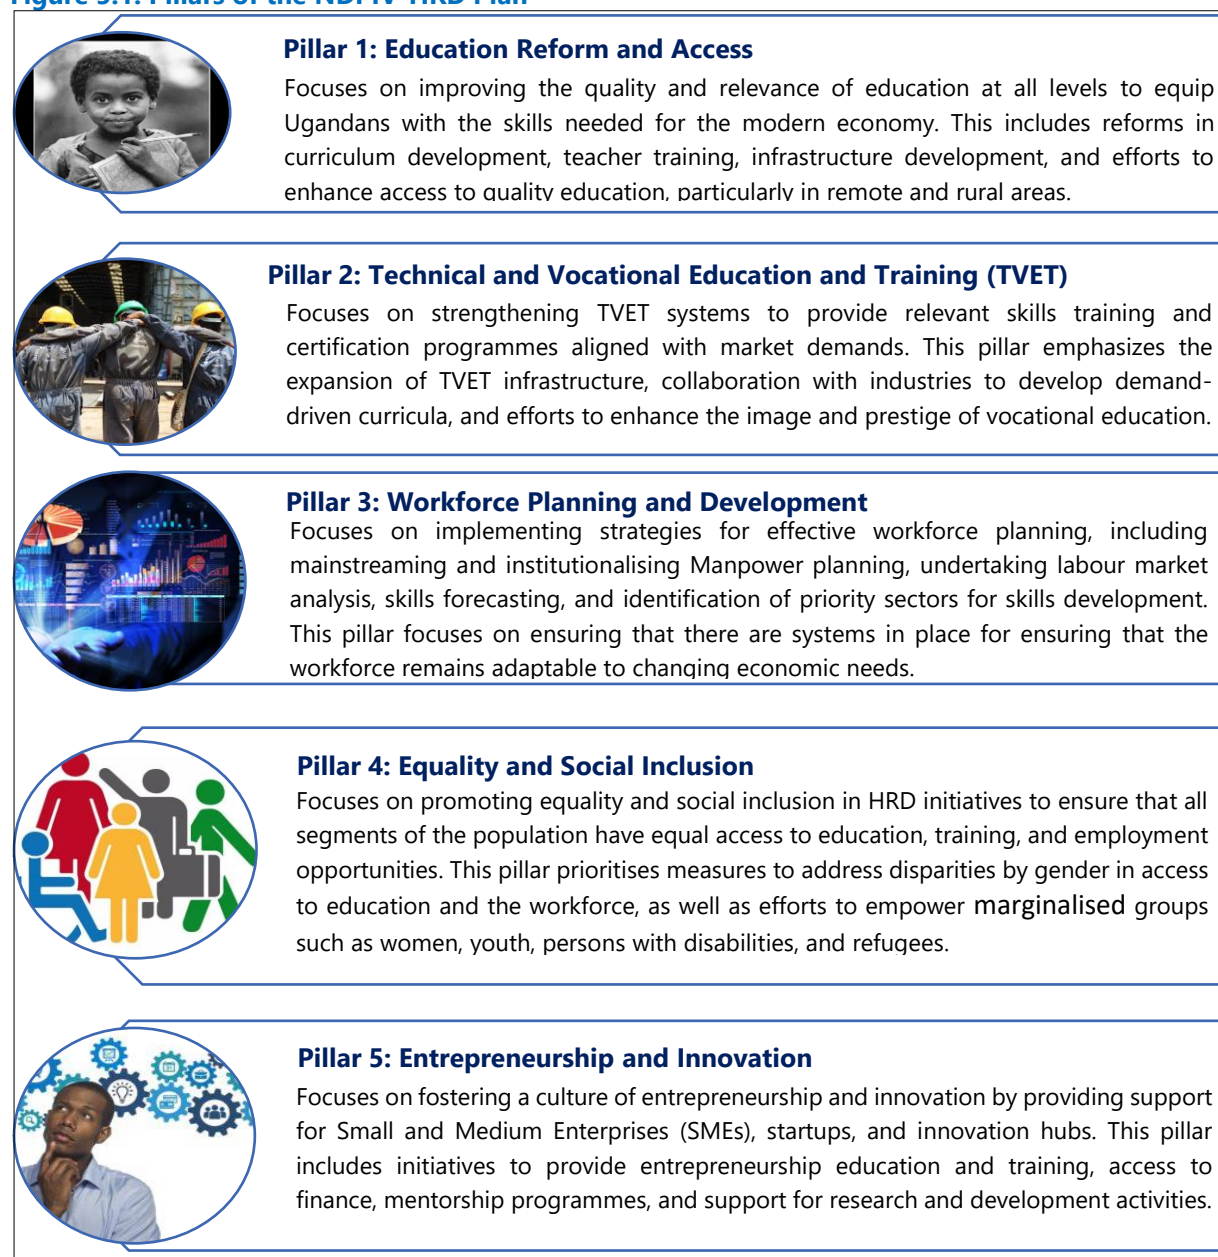 Figure 3.1: Pillars of the NDPIV HRD Plan
Pillar 1: Education Reform and Access
Focuses on improving the quality and relevance of education at all levels to equip
Ugandans with the skills needed for the modern economy. This includes reforms in
curriculum development, teacher training, infrastructure development, and efforts to
enhance access to quality education, particularly in remote and rural areas.
Pillar 2: Technical and Vocational Education and Training (TVET)
Focuses on strengthening TVET systems to provide relevant skills training and
certification programmes aligned with market demands. This pillar emphasizes the
expansion of TVET infrastructure, collaboration with industries to develop demand-
driven curricula, and efforts to enhance the image and prestige of vocational education.
Pillar 3: Workforce Planning and Development
Focuses on implementing strategies for effective workforce planning, including
mainstreaming and institutionalising Manpower planning, undertaking labour market
analysis, skills forecasting, and identification of priority sectors for skills development.
This pillar focuses on ensuring that there are systems in place for ensuring that the
workforce remains adaptable to changing economic needs.
Pillar 4: Equality and Social Inclusion
Focuses on promoting equality and social inclusion in HRD initiatives to ensure that all
segments of the population have equal access to education, training, and employment
opportunities. This pillar prioritises measures to address disparities by gender in access
to education and the workforce, as well as efforts to empower marginalised groups
such as women, youth, persons with disabilities, and refugees.
Pillar 5: Entrepreneurship and Innovation
Focuses on fostering a culture of entrepreneurship and innovation by providing support
for Small and Medium Enterprises (SMEs), startups, and innovation hubs. This pillar
includes initiatives to provide entrepreneurship education and training, access to
finance, mentorship programmes, and support for research and development activities.